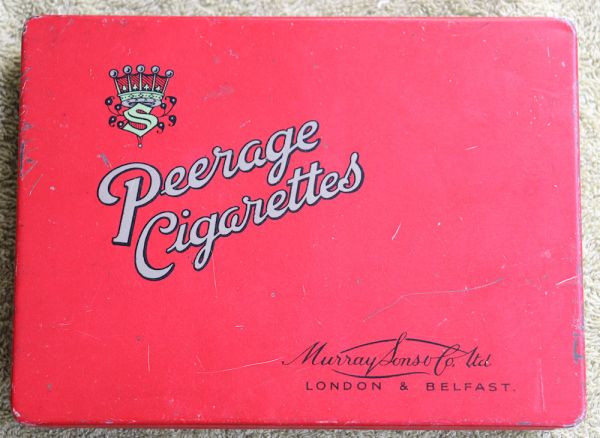 S
Peerage
Cigarettes
Murray Sons & Co. Ltd
LONDON & BELFAST.